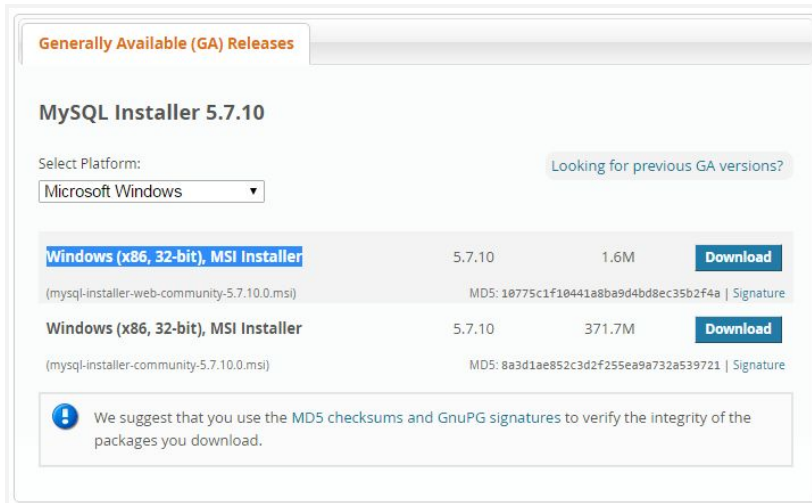 Generally Available (GA) Releases
MySQL Installer 5.7.10
Select Platform:
Looking for previous GA versions?
Microsoft Windows
Windows (x86, 32-bit), MSI Installer 5.7.10 1.6M Download
(mysql-installer-web-community-5.7.10.0.msi) MD5: 10775c1f10441a8ba9d4bd8ec35b2f4a | Signature
Windows (x86, 32-bit), MSI Installer 5.7.10 371.7M Download
(mysql-installer-community-5.7.10.0.msi) MD5: 8a3d1ae852c3d2f255ea9a732a539721 | Signature
We suggest that you use the MD5 checksums and GnuPG signatures to verify the integrity of the
packages you download.